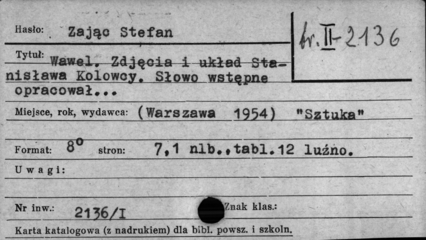 Hasło: Zając Stefan
br. II-2136
Tytuł: Wawel. Zdjęcia i układ Sta-
nisława Kolowcy. Słowo wstępne
opracował...
Miejsce, rok, wydawca: (Warszawa 1954) "Sztuka"
Format: 8° stron: 7,1 nlb., tabl.12 luźno.
Uwagi:
Nr inw.: 2136/I Znak klas.:
Karta katalogowa (z nadrukiem) dla bibl. powsz. i szkoln.